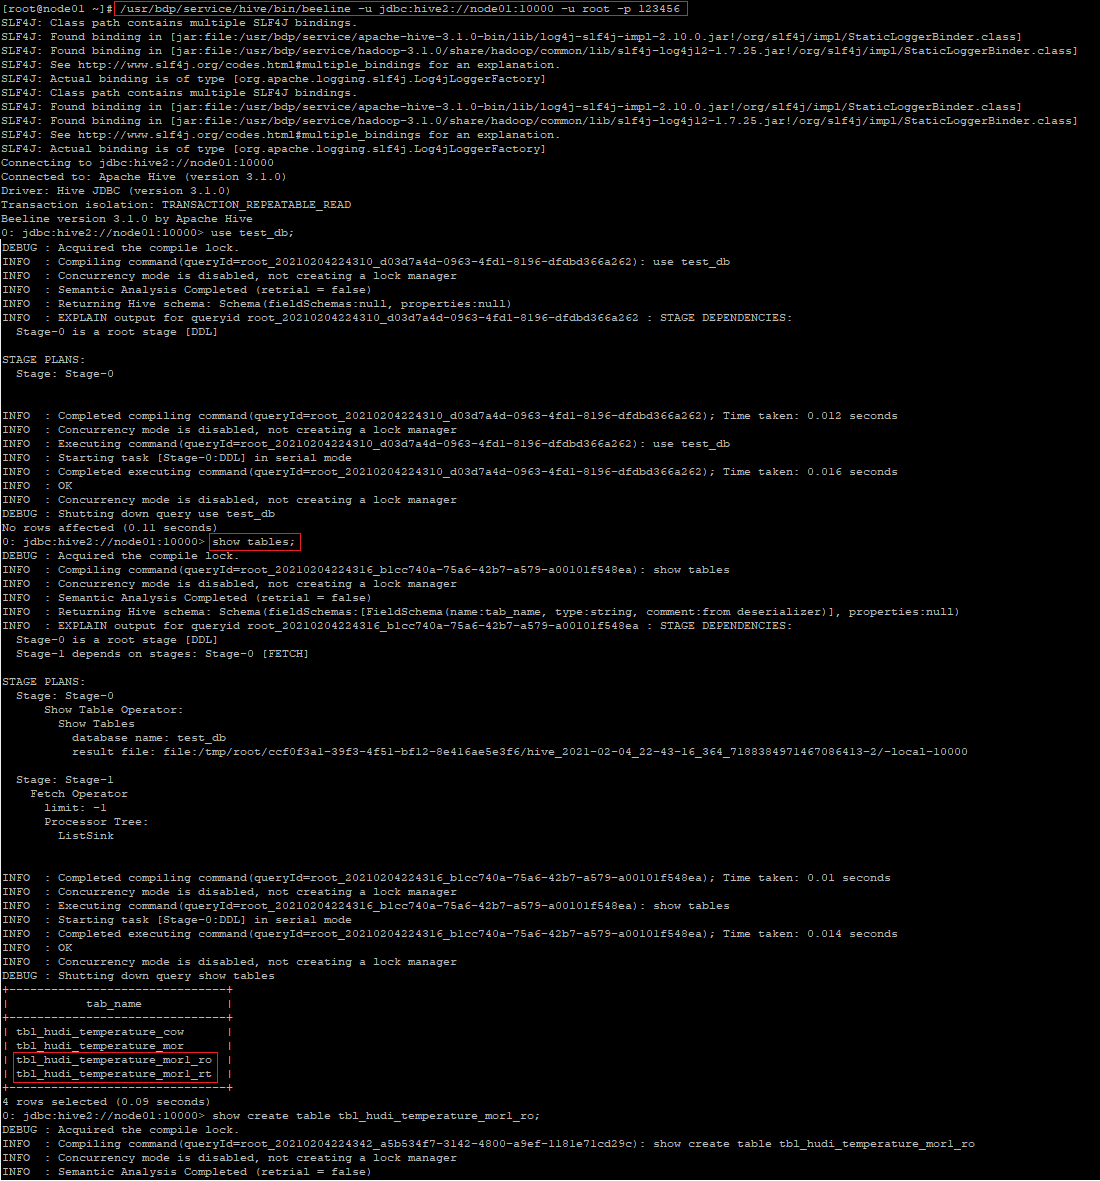 [root@node01 ~]# /usr/bdp/service/hive/bin/beeline -u jdbc:hive2://node01:10000 -u root -p 123456
SLF4J: Class path contains multiple SLF4J bindings.
SLF4J: Found binding in [jar:file:/usr/bdp/service/apache-hive-3.1.0-bin/lib/log4j-slf4j-impl-2.10.0.jar!/org/slf4j/impl/StaticLoggerBinder.class]
SLF4J: Found binding in [jar:file:/usr/bdp/service/hadoop-3.1.0/share/hadoop/common/lib/slf4j-log4j12-1.7.25.jar!/org/slf4j/impl/StaticLoggerBinder.class]
SLF4J: See http://www.slf4j.org/codes.html#multiple_bindings for an explanation.
SLF4J: Actual binding is of type [org.apache.logging.slf4j.Log4jLoggerFactory]
SLF4J: Class path contains multiple SLF4J bindings.
SLF4J: Found binding in [jar:file:/usr/bdp/service/apache-hive-3.1.0-bin/lib/log4j-slf4j-impl-2.10.0.jar!/org/slf4j/impl/StaticLoggerBinder.class]
SLF4J: Found binding in [jar:file:/usr/bdp/service/hadoop-3.1.0/share/hadoop/common/lib/slf4j-log4j12-1.7.25.jar!/org/slf4j/impl/StaticLoggerBinder.class]
SLF4J: See http://www.slf4j.org/codes.html#multiple_bindings for an explanation.
SLF4J: Actual binding is of type [org.apache.logging.slf4j.Log4jLoggerFactory]
Connecting to jdbc:hive2://node01:10000
Connected to: Apache Hive (version 3.1.0)
Driver: Hive JDBC (version 3.1.0)
Transaction isolation: TRANSACTION_REPEATABLE_READ
Beeline version 3.1.0 by Apache Hive
0: jdbc:hive2://node01:10000> use test_db;
DEBUG : Acquired the compile lock.
INFO  : Compiling command(queryId=root_20210204224310_d03d7a4d-0963-4fd1-8196-dfdbd366a262): use test_db
INFO  : Concurrency mode is disabled, not creating a lock manager
INFO  : Semantic Analysis Completed (retrial = false)
INFO  : Returning Hive schema: Schema(fieldSchemas:null, properties:null)
INFO  : EXPLAIN output for queryid root_20210204224310_d03d7a4d-0963-4fd1-8196-dfdbd366a262 : STAGE DEPENDENCIES:
  Stage-0 is a root stage [DDL]
STAGE PLANS:
  Stage: Stage-0
INFO  : Completed compiling command(queryId=root_20210204224310_d03d7a4d-0963-4fd1-8196-dfdbd366a262); Time taken: 0.012 seconds
INFO  : Concurrency mode is disabled, not creating a lock manager
INFO  : Executing command(queryId=root_20210204224310_d03d7a4d-0963-4fd1-8196-dfdbd366a262): use test_db
INFO  : Starting task [Stage-0:DDL] in serial mode
INFO  : Completed executing command(queryId=root_20210204224310_d03d7a4d-0963-4fd1-8196-dfdbd366a262); Time taken: 0.016 seconds
INFO  : OK
INFO  : Concurrency mode is disabled, not creating a lock manager
DEBUG : Shutting down query use test_db
No rows affected (0.11 seconds)
0: jdbc:hive2://node01:10000> show tables;
DEBUG : Acquired the compile lock.
INFO  : Compiling command(queryId=root_20210204224316_b1cc740a-75a6-42b7-a579-a00101f548ea): show tables
INFO  : Concurrency mode is disabled, not creating a lock manager
INFO  : Semantic Analysis Completed (retrial = false)
INFO  : Returning Hive schema: Schema(fieldSchemas:[FieldSchema(name:tab_name, type:string, comment:from deserializer)], properties:null)
INFO  : EXPLAIN output for queryid root_20210204224316_b1cc740a-75a6-42b7-a579-a00101f548ea : STAGE DEPENDENCIES:
  Stage-0 is a root stage [DDL]
  Stage-1 depends on stages: Stage-0 [FETCH]
STAGE PLANS:
  Stage: Stage-0
      Show Table Operator:
        Show Tables
          database name: test_db
          result file: file:/tmp/root/ccf0f3a1-39f3-4f51-bf12-8e416ae5e3f6/hive_2021-02-04_22-43-16_364_7188384971467086413-2/-local-10000
  Stage: Stage-1
    Fetch Operator
      limit: -1
      Processor Tree:
        ListSink
INFO  : Completed compiling command(queryId=root_20210204224316_b1cc740a-75a6-42b7-a579-a00101f548ea); Time taken: 0.01 seconds
INFO  : Concurrency mode is disabled, not creating a lock manager
INFO  : Executing command(queryId=root_20210204224316_b1cc740a-75a6-42b7-a579-a00101f548ea): show tables
INFO  : Starting task [Stage-0:DDL] in serial mode
INFO  : Completed executing command(queryId=root_20210204224316_b1cc740a-75a6-42b7-a579-a00101f548ea); Time taken: 0.014 seconds
INFO  : OK
INFO  : Concurrency mode is disabled, not creating a lock manager
DEBUG : Shutting down query show tables
+-------------------------------+
|           tab_name            |
+-------------------------------+
| tbl_hudi_temperature_cow      |
| tbl_hudi_temperature_mor      |
| tbl_hudi_temperature_mor1_ro  |
| tbl_hudi_temperature_mor1_rt  |
+-------------------------------+
4 rows selected (0.09 seconds)
0: jdbc:hive2://node01:10000> show create table tbl_hudi_temperature_mor1_ro;
DEBUG : Acquired the compile lock.
INFO  : Compiling command(queryId=root_20210204224342_a5b534f7-3142-4800-a9ef-1181e71cd29c): show create table tbl_hudi_temperature_mor1_ro
INFO  : Concurrency mode is disabled, not creating a lock manager
INFO  : Semantic Analysis Completed (retrial = false)